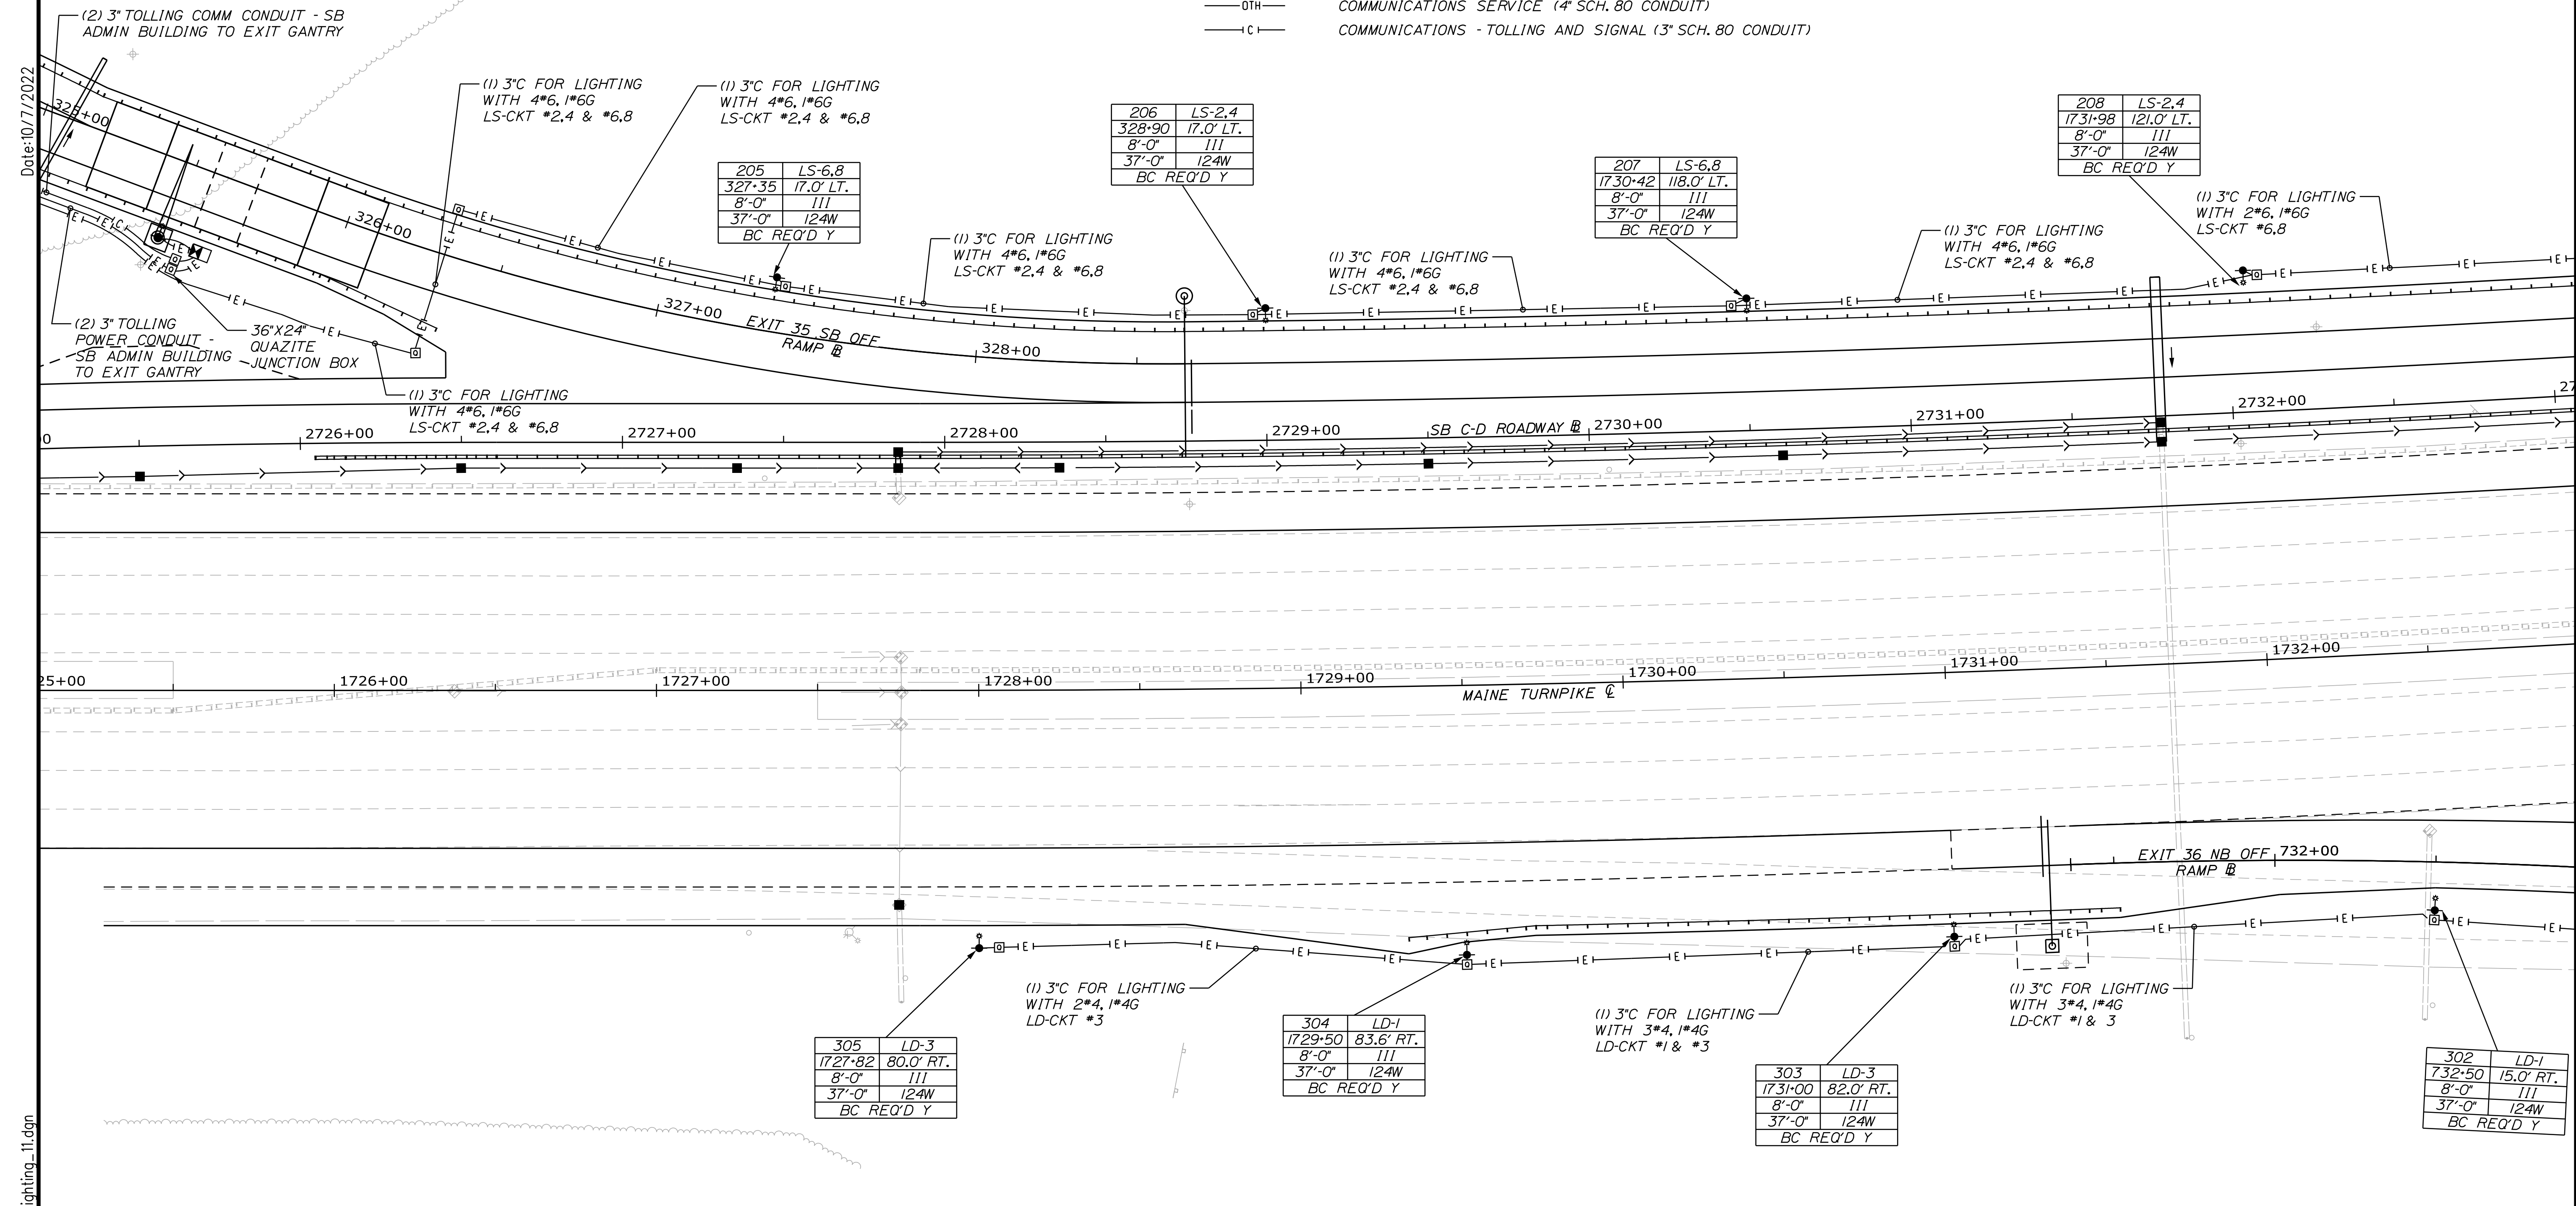 (2) 3" TOLLING COMM CONDUIT - SB
ADMIN BUILDING TO EXIT GANTRY
OTH
COMMUNICATIONS SERVICE (4" SCH. 80 CONDUIT)
C
COMMUNICATIONS - TOLLING AND SIGNAL (3" SCH. 80 CONDUIT)
Date:10/7/2022
325+00
(1) 3"C FOR LIGHTING
WITH 4#6, 1#6G
LS-CKT #2,4 & #6,8
(1) 3"C FOR LIGHTING
WITH 4#6, 1#6G
LS-CKT #2,4 & #6,8
206 LS-2,4
328+90 17.0' LT.
8'-0" III
37'-0" 124W
BC REQ'D Y
208 LS-2,4
1731+98 121.0' LT.
8'-0" III
37'-0" 124W
BC REQ'D Y
205 LS-6,8
327+35 17.0' LT.
8'-0" III
37'-0" 124W
BC REQ'D Y
207 LS-6,8
1730+42 118.0' LT.
8'-0" III
37'-0" 124W
BC REQ'D Y
(1) 3"C FOR LIGHTING
WITH 2#6, 1#6G
LS-CKT #6,8
326+00
(1) 3"C FOR LIGHTING
WITH 4#6, 1#6G
LS-CKT #2,4 & #6,8
(1) 3"C FOR LIGHTING
WITH 4#6, 1#6G
LS-CKT #2,4 & #6,8
(1) 3"C FOR LIGHTING
WITH 4#6, 1#6G
LS-CKT #2,4 & #6,8
327+00
EXIT 35 SB OFF
RAMP BL
328+00
(2) 3" TOLLING
POWER CONDUIT -
SB ADMIN BUILDING
TO EXIT GANTRY
36"X24"
QUAZITE
JUNCTION BOX
(1) 3"C FOR LIGHTING
WITH 4#6, 1#6G
LS-CKT #2,4 & #6,8
00
2726+00
2727+00
2728+00
2729+00
SB C-D ROADWAY BL
2730+00
2731+00
2732+00
27
25+00
1726+00
1727+00
1728+00
1729+00
MAINE TURNPIKE CL
1730+00
1731+00
1732+00
EXIT 36 NB OFF
RAMP BL
732+00
(1) 3"C FOR LIGHTING
WITH 2#4, 1#4G
LD-CKT #3
(1) 3"C FOR LIGHTING
WITH 3#4, 1#4G
LD-CKT #1 & #3
(1) 3"C FOR LIGHTING
WITH 3#4, 1#4G
LD-CKT #1 & 3
305 LD-3
1727+82 80.0' RT.
8'-0" III
37'-0" 124W
BC REQ'D Y
304 LD-1
1729+50 83.6' RT.
8'-0" III
37'-0" 124W
BC REQ'D Y
303 LD-3
1731+00 82.0' RT.
8'-0" III
37'-0" 124W
BC REQ'D Y
302 LD-1
732+50 15.0' RT.
8'-0" III
37'-0" 124W
BC REQ'D Y
ighting_11.dgn